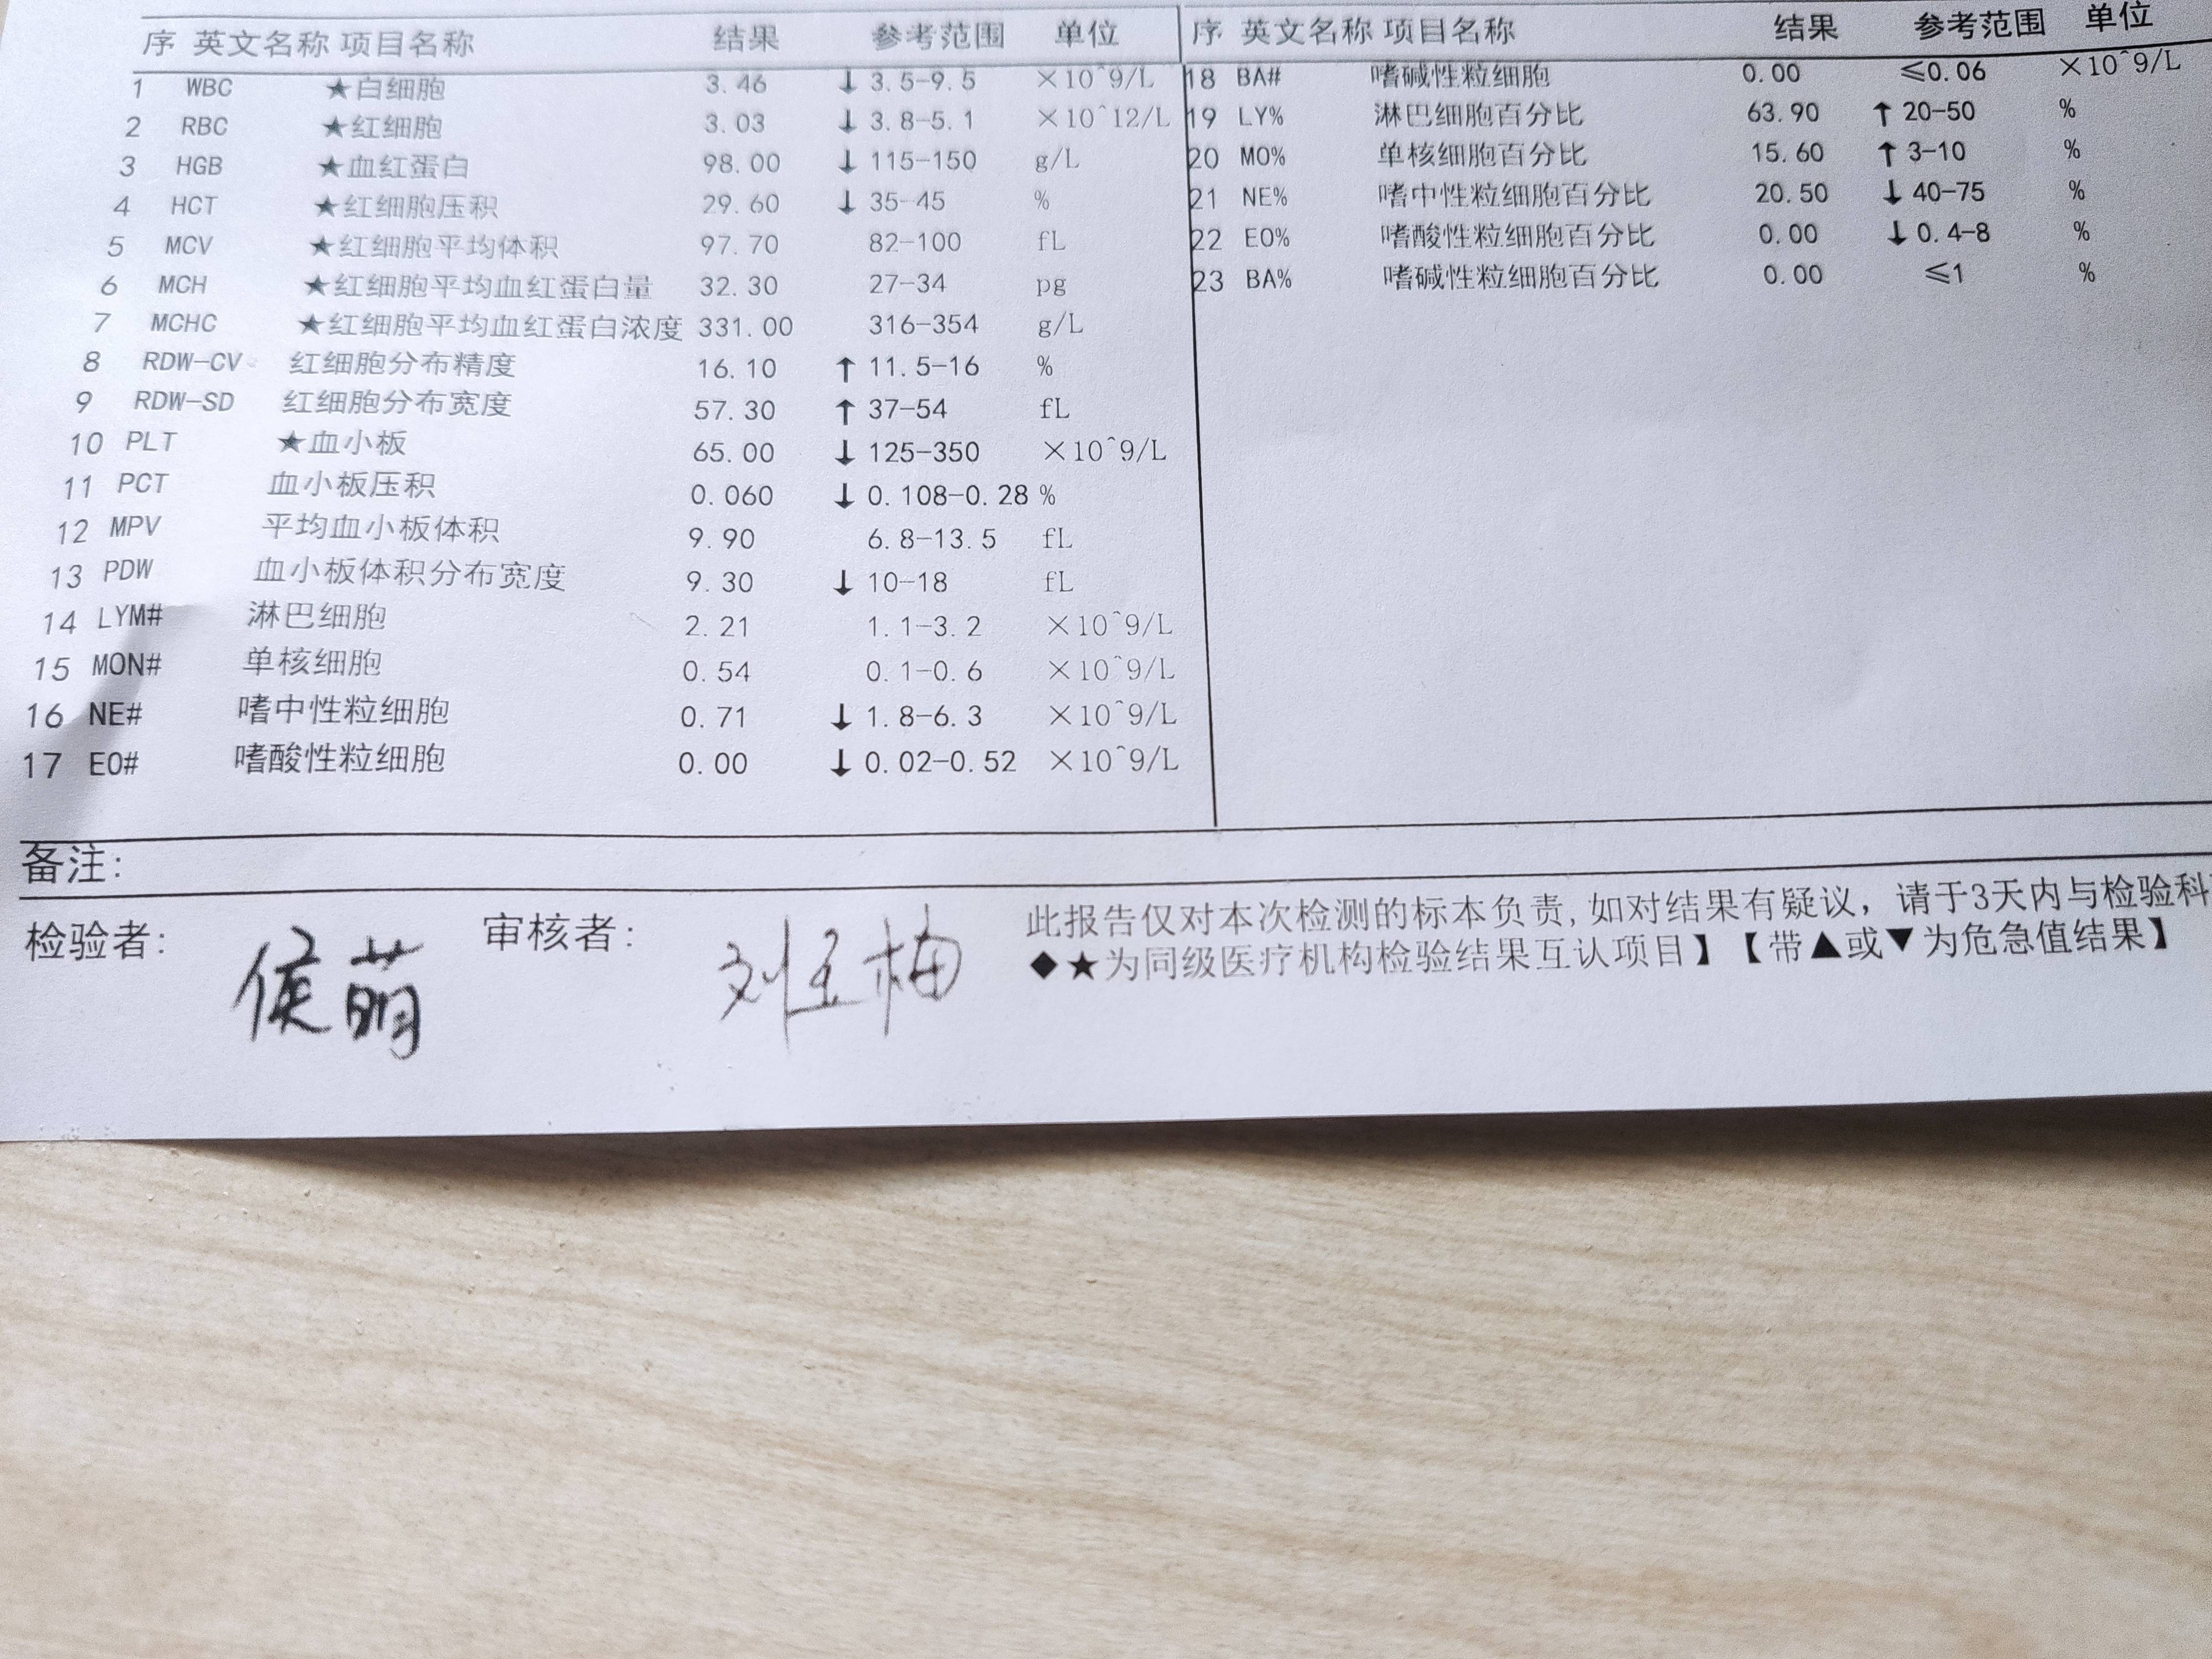 序 英文名称 项目名称 结果 参考范围 单位
1 WBC ★白细胞 3.46 ↓ 3.5-9.5 ×10^9/L
2 RBC ★红细胞 3.03 ↓ 3.8-5.1 ×10^12/L
3 HGB ★血红蛋白 98.00 ↓ 115-150 g/L
4 HCT ★红细胞压积 29.60 ↓ 35-45 %
5 MCV ★红细胞平均体积 97.70 82-100 fL
6 MCH ★红细胞平均血红蛋白量 32.30 27-34 pg
7 MCHC ★红细胞平均血红蛋白浓度 331.00 316-354 g/L
8 RDW-CV 红细胞分布精度 16.10 ↑ 11.5-16 %
9 RDW-SD 红细胞分布宽度 57.30 ↑ 37-54 fL
10 PLT ★血小板 65.00 ↓ 125-350 ×10^9/L
11 PCT 血小板压积 0.060 ↓ 0.108-0.28 %
12 MPV 平均血小板体积 9.90 6.8-13.5 fL
13 PDW 血小板体积分布宽度 9.30 ↓ 10-18 fL
14 LYM# 淋巴细胞 2.21 1.1-3.2 ×10^9/L
15 MON# 单核细胞 0.54 0.1-0.6 ×10^9/L
16 NE# 嗜中性粒细胞 0.71 ↓ 1.8-6.3 ×10^9/L
17 EO# 嗜酸性粒细胞 0.00 ↓ 0.02-0.52 ×10^9/L
序 英文名称 项目名称 结果 参考范围 单位
18 BA# 嗜碱性粒细胞 0.00 ≤0.06 ×10^9/L
19 LY% 淋巴细胞百分比 63.90 ↑ 20-50 %
20 MO% 单核细胞百分比 15.60 ↑ 3-10 %
21 NE% 嗜中性粒细胞百分比 20.50 ↓ 40-75 %
22 EO% 嗜酸性粒细胞百分比 0.00 ↓ 0.4-8 %
23 BA% 嗜碱性粒细胞百分比 0.00 ≤1 %
备注:
检验者: 侯萌 审核者: 刘玉梅
此报告仅对本次检测的标本负责,如对结果有疑议，请于3天内与检验科
◆★为同级医疗机构检验结果互认项目】【带▲或▼为危急值结果】